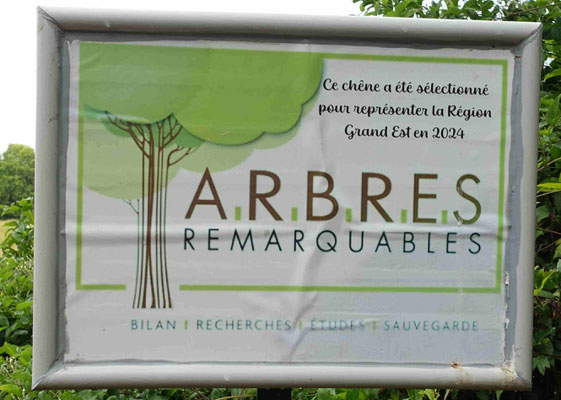 Ce chêne a été sélectionné
pour représenter la Région
Grand Est en 2024
A.R.B.R.E.S
REMARQUABLES
BILAN | RECHERCHES | ÉTUDES | SAUVEGARDE